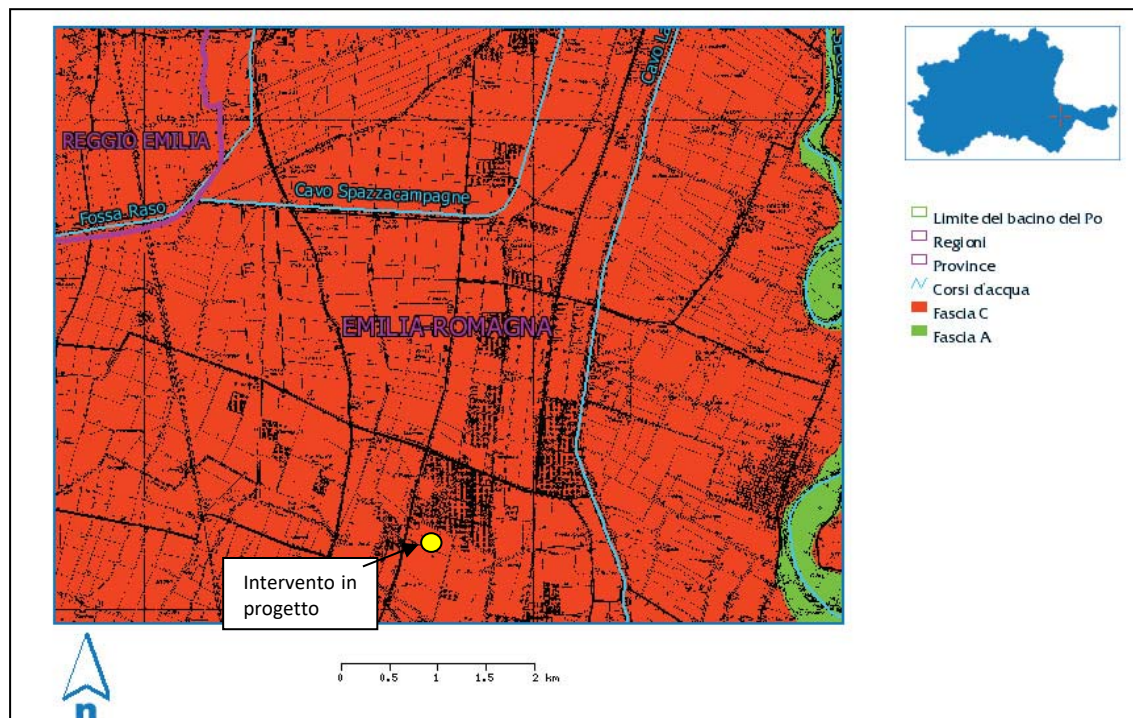 REGGIO EMILIA
Fossa Raso
Cavo Spazzacampagne
Cavo
EMILIA-ROMAGNA
Intervento in
progetto
Limite del bacino del Po
Regioni
Province
Corsi d'acqua
Fascia C
Fascia A
n
0 0.5 1 1.5 2 km